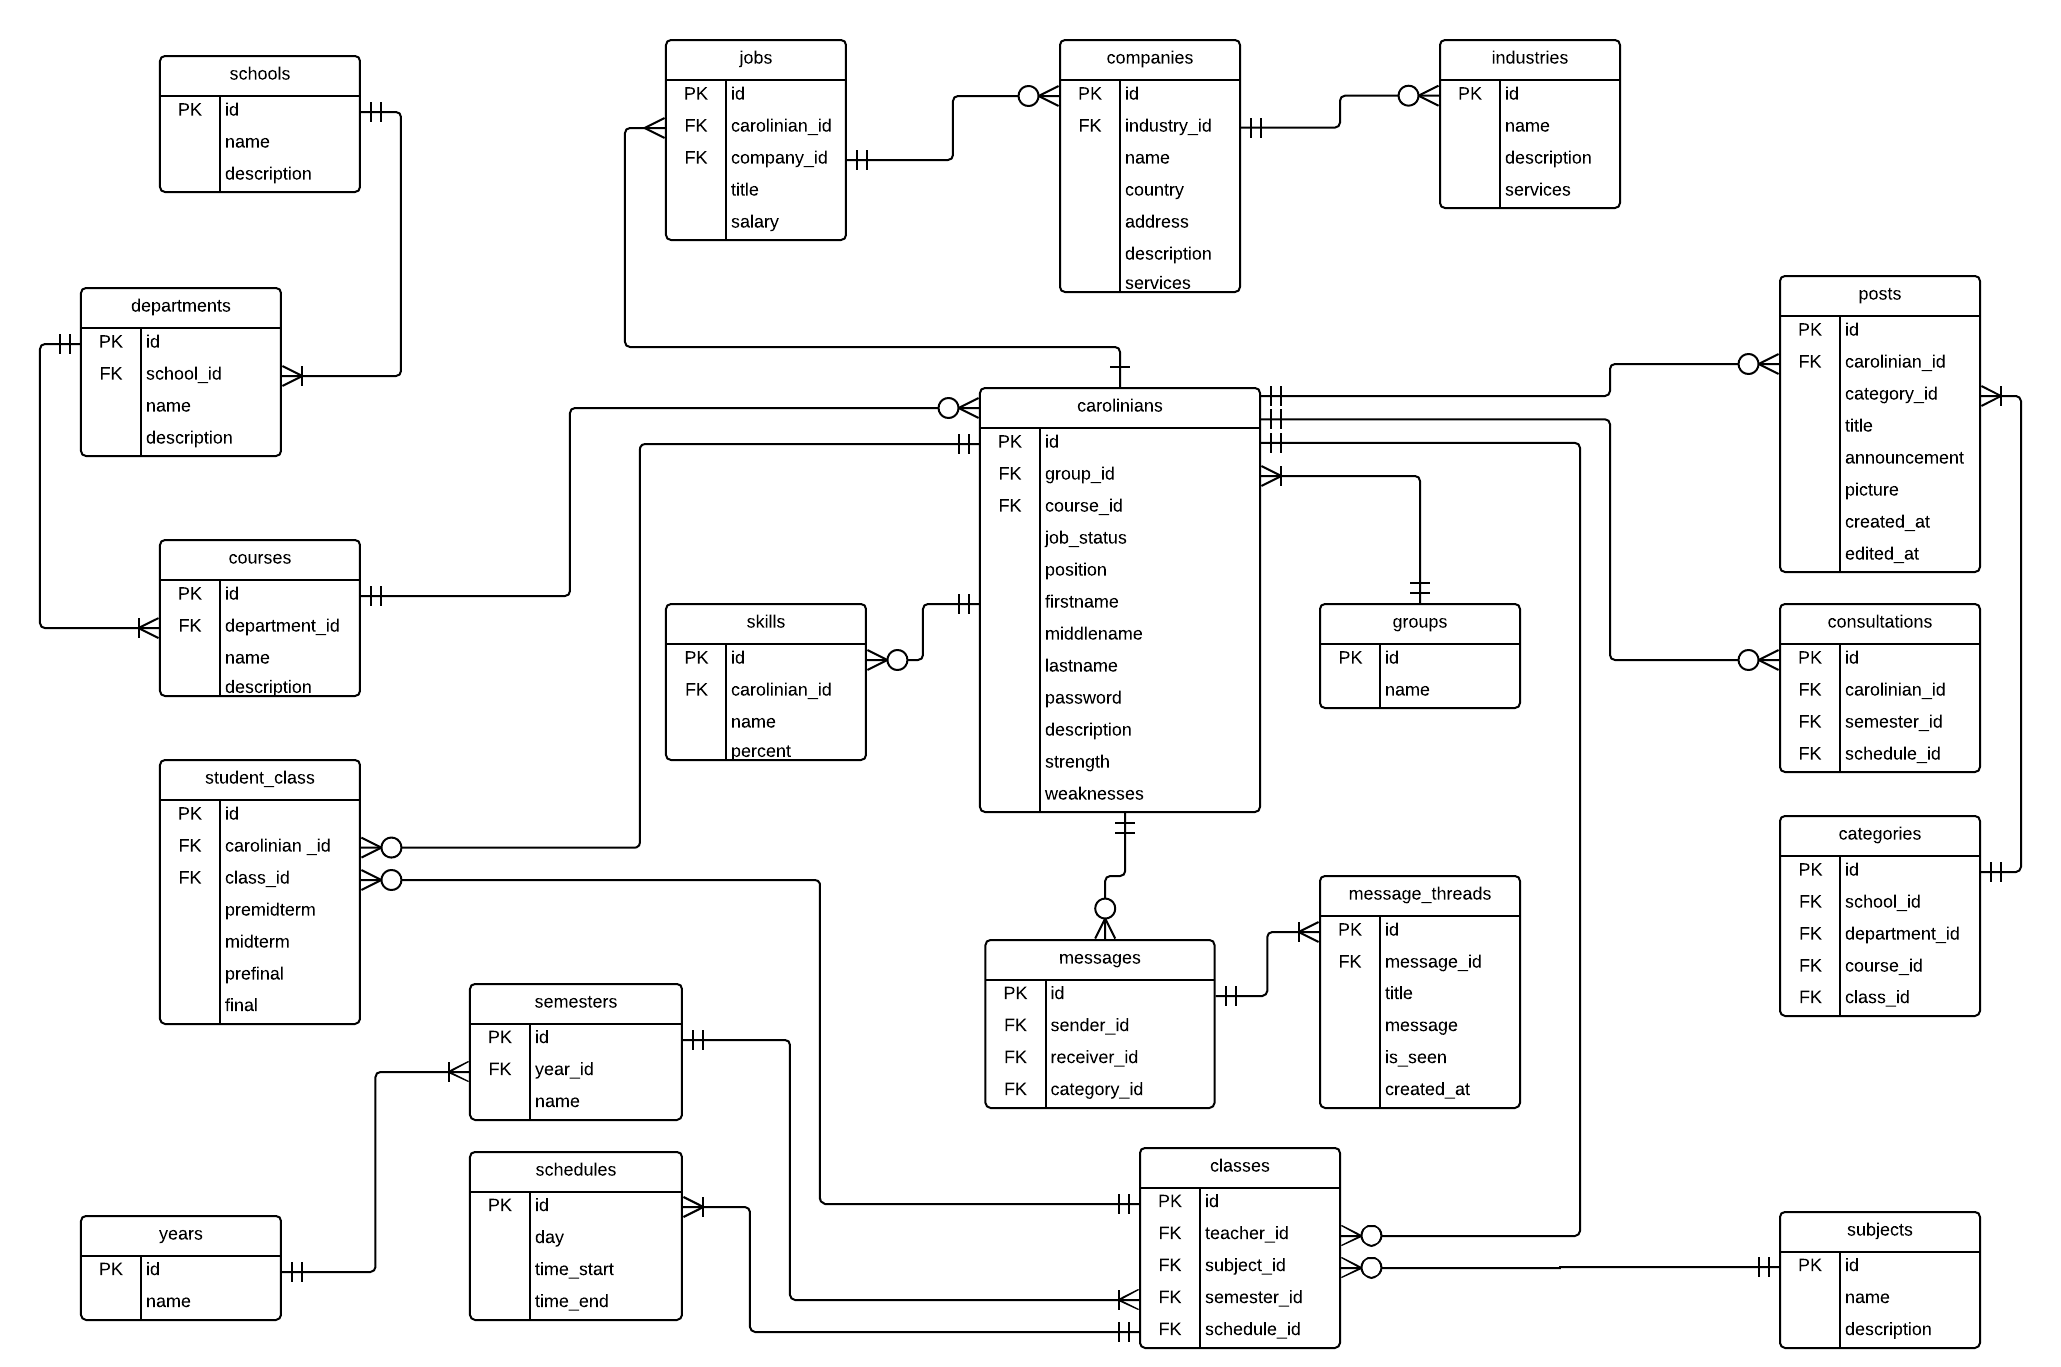 schools
PK id
name
description
jobs
PK id
FK carolinian_id
FK company_id
title
salary
companies
PK id
FK industry_id
name
country
address
description
services
industries
PK id
name
description
services
departments
PK id
FK school_id
name
description
posts
PK id
FK carolinian_id
category_id
title
announcement
picture
created_at
edited_at
carolinians
PK id
FK group_id
FK course_id
job_status
position
firstname
middlename
lastname
password
description
strength
weaknesses
courses
PK id
FK department_id
name
description
skills
PK id
FK carolinian_id
name
percent
groups
PK id
name
consultations
PK id
FK carolinian_id
FK semester_id
FK schedule_id
student_class
PK id
FK carolinian _id
FK class_id
premidterm
midterm
prefinal
final
categories
PK id
FK school_id
FK department_id
FK course_id
FK class_id
message_threads
PK id
FK message_id
title
message
is_seen
created_at
messages
PK id
FK sender_id
FK receiver_id
FK category_id
semesters
PK id
FK year_id
name
schedules
PK id
day
time_start
time_end
classes
PK id
FK teacher_id
FK subject_id
FK semester_id
FK schedule_id
years
PK id
name
subjects
PK id
name
description